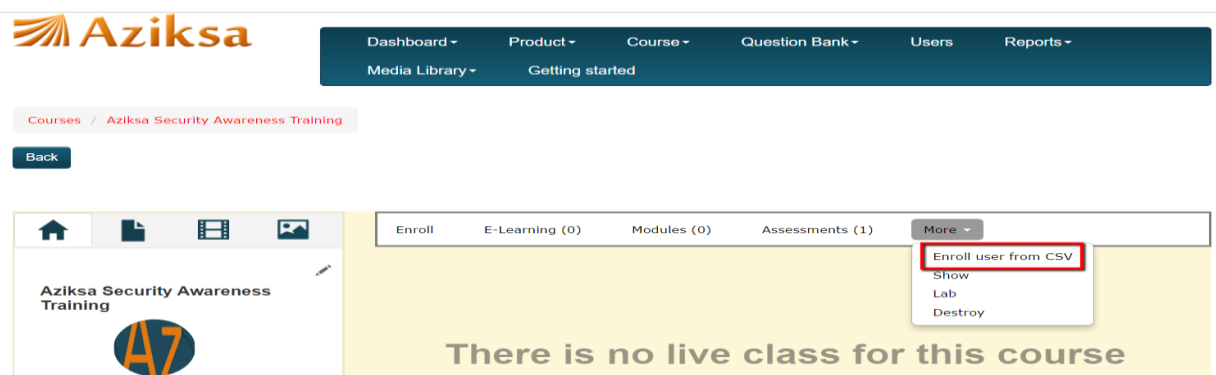 Aziksa
Dashboard Product Course Question Bank Users Reports
Media Library Getting started
Courses / Aziksa Security Awareness Training
Back
Enroll E-Learning (0) Modules (0) Assessments (1) More
Enroll user from CSV
Show
Lab
Destroy
Aziksa Security Awareness
Training
AZ
There is no live class for this course